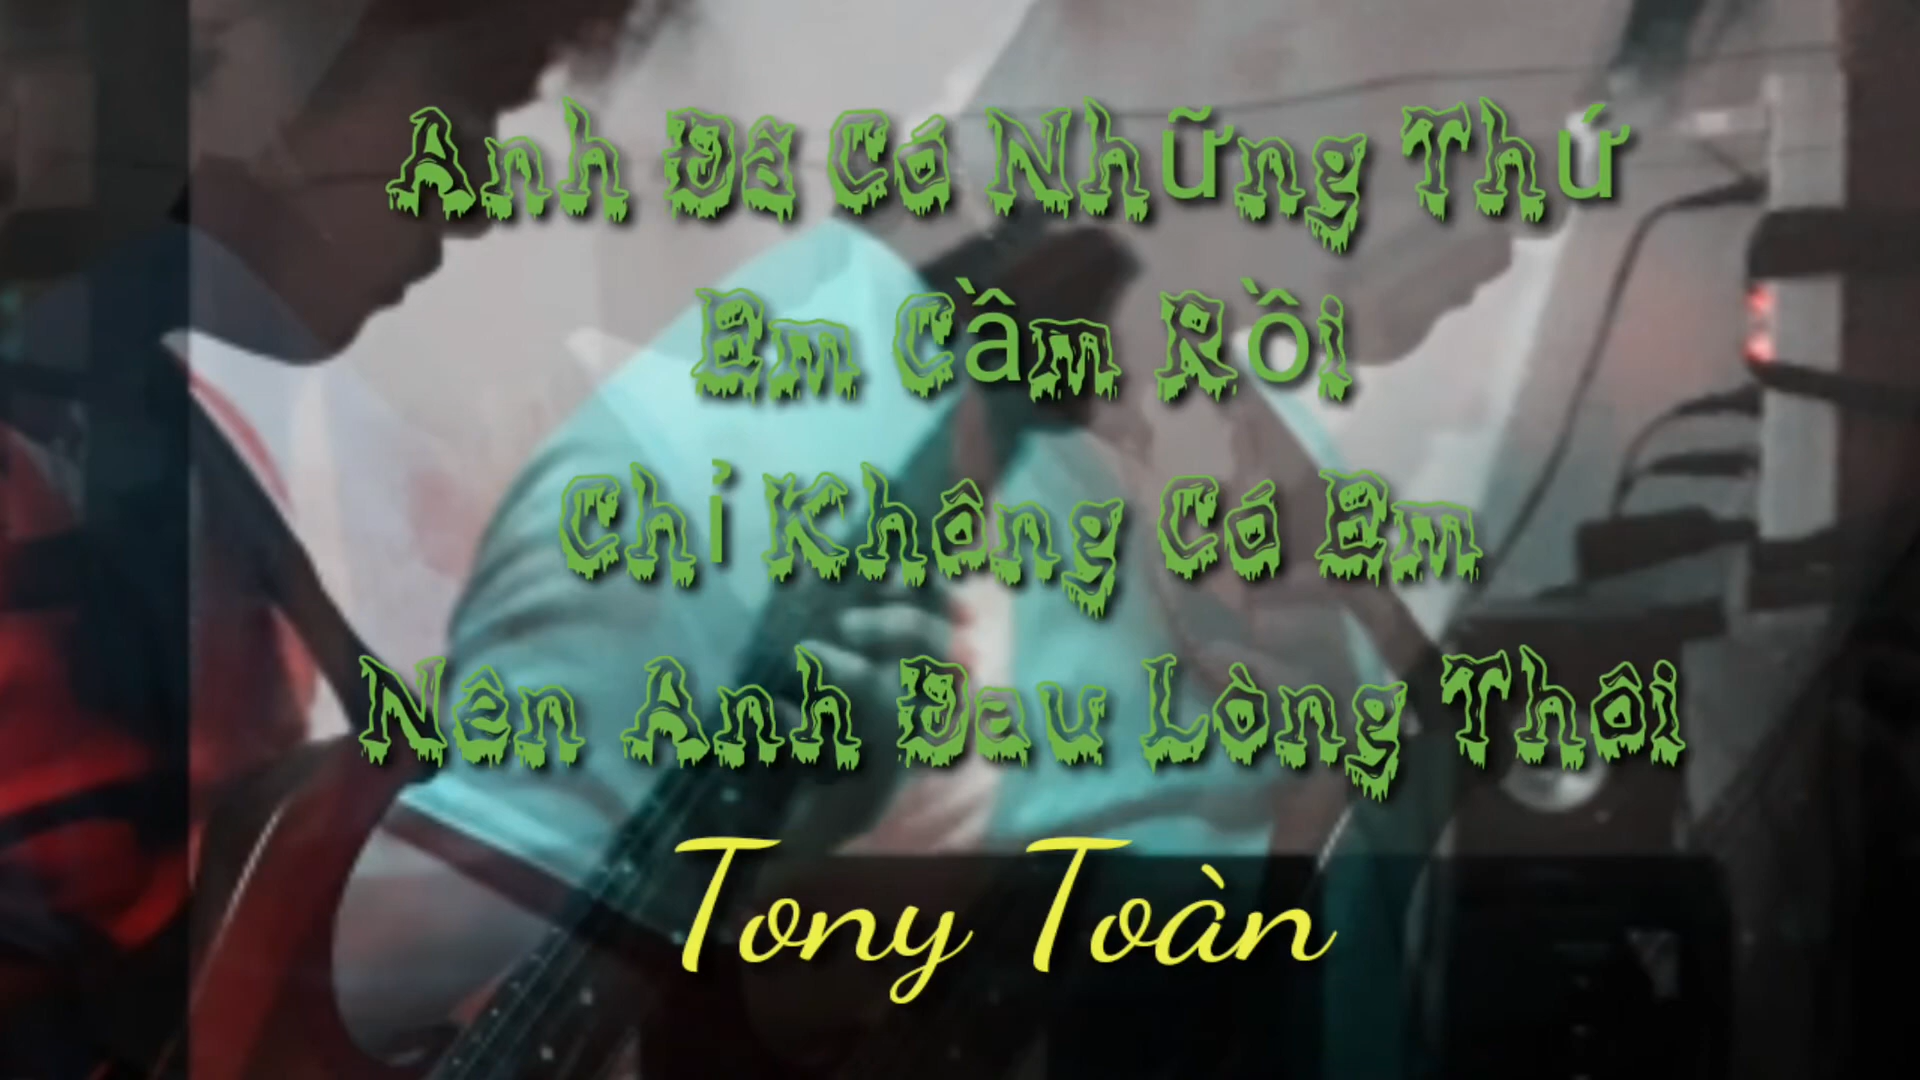 Anh Đã Có Những Thứ
Em Cầm Rồi
Chỉ Không Có Em
Nên Anh Đau Lòng Thôi
Tony Toàn